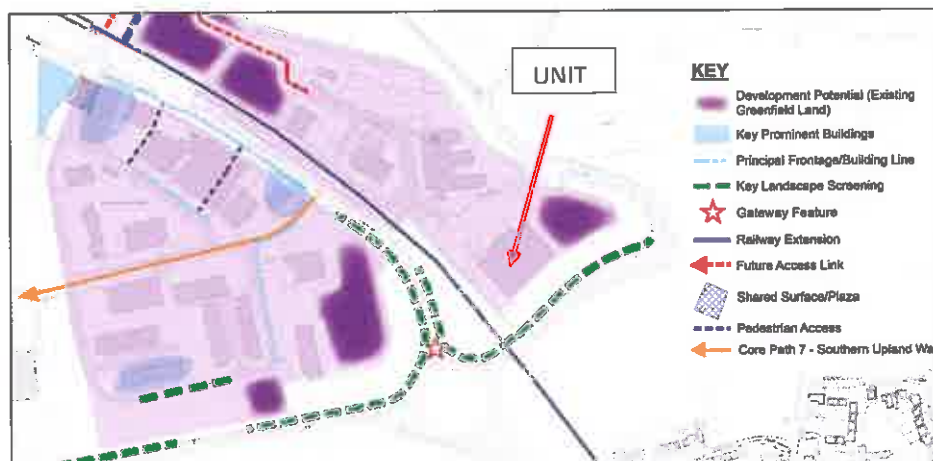 UNIT
KEY
Development Potential (Existing
Greenfield Land)
Key Prominent Buildings
Principal Frontage/Building Line
Key Landscape Screening
Gateway Feature
Railway Extension
Future Access Link
Shared Surface/Plaza
Pedestrian Access
Core Path 7 - Southern Upland Wa